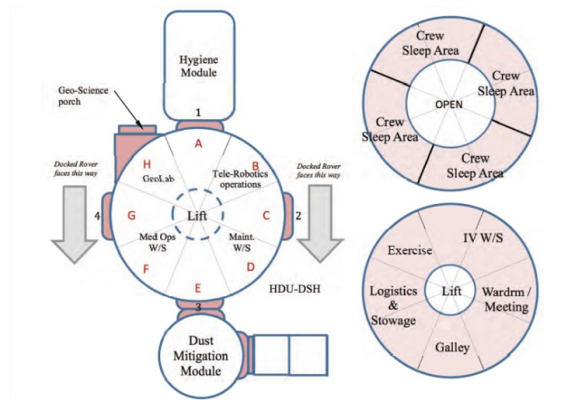 Hygiene
Module
Geo-Science
porch
1
A
H
GeoLab
B
Tele-Robotics
operations
Docked Rover
faces this way
Docked Rover
faces this way
4
G
Lift
C
2
Med Ops
W/S
Maint.
W/S
F
D
E
HDU-DSH
3
Dust
Mitigation
Module
Crew
Sleep Area
Crew
Sleep Area
OPEN
Crew
Sleep Area
Crew
Sleep Area
Exercise
IV W/S
Logistics
&
Stowage
Lift
Wardrm /
Meeting
Galley